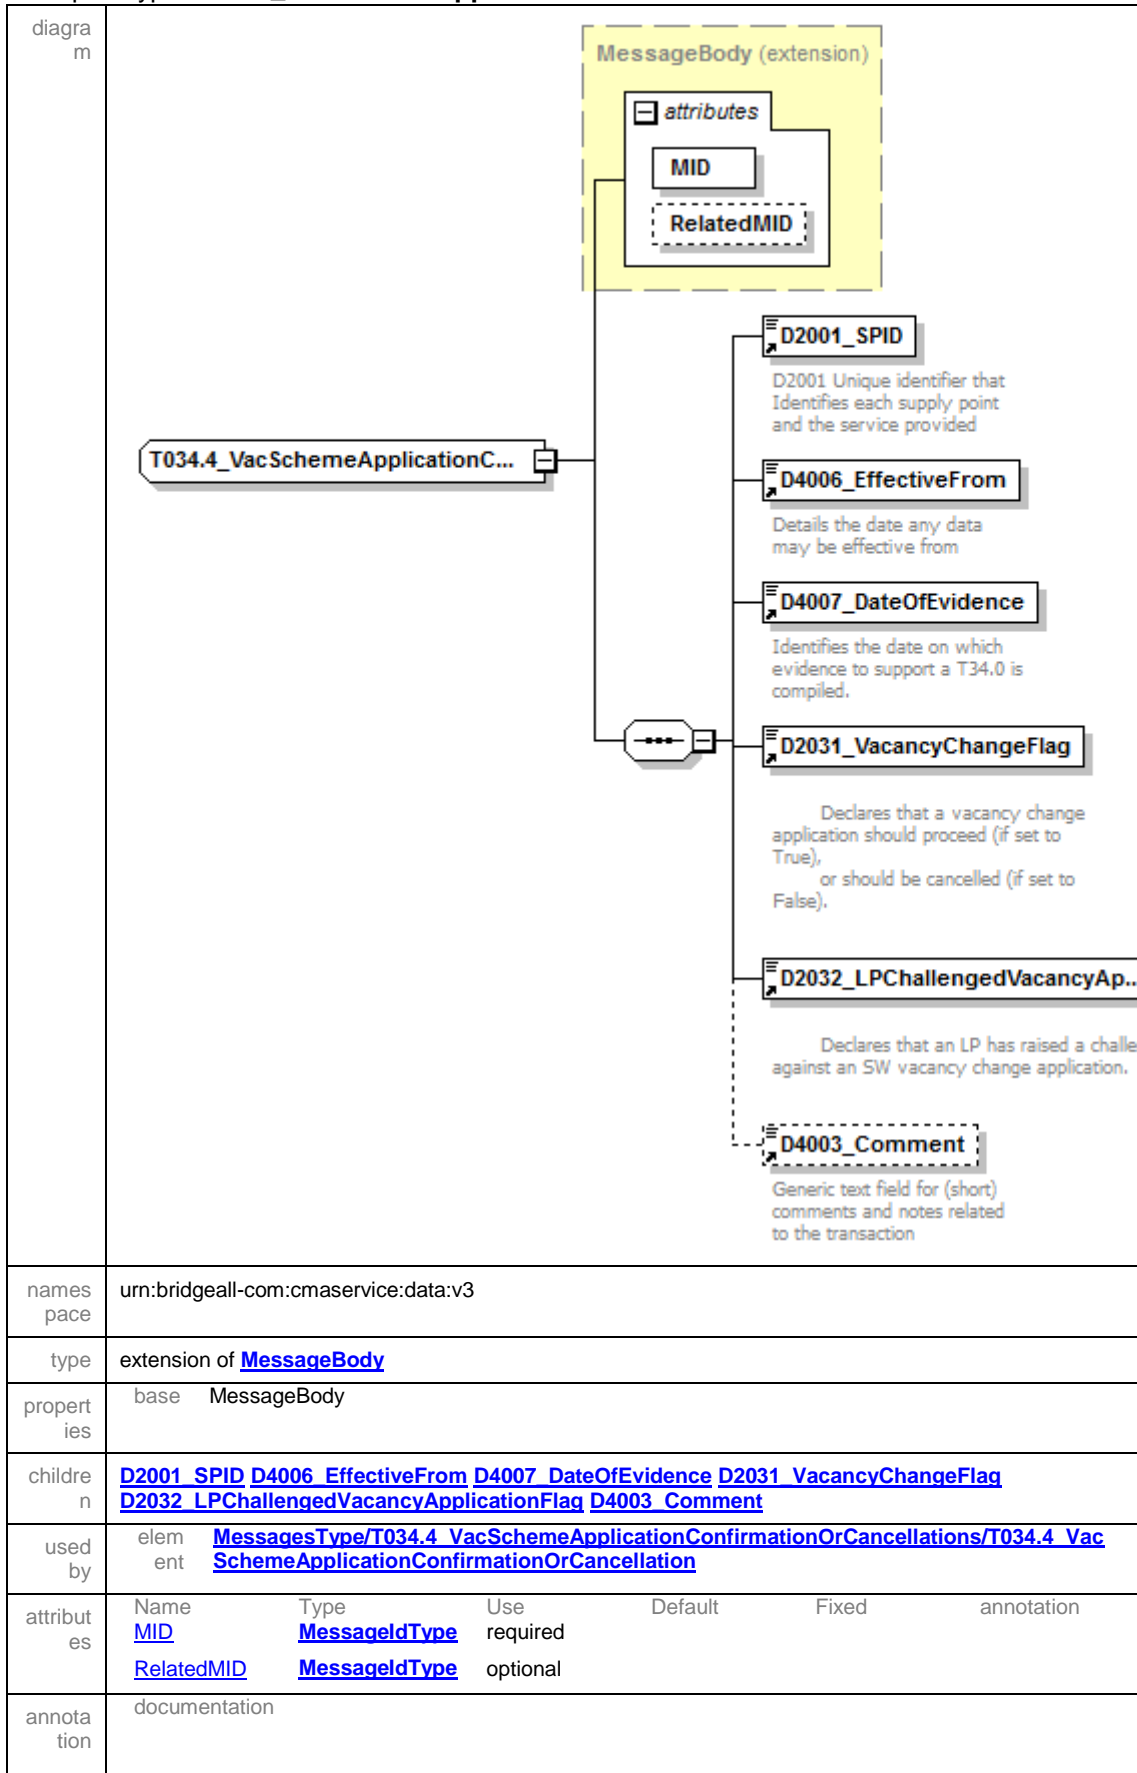 diagra
m
MessageBody (extension)
attributes
MID
RelatedMID
D2001_SPID
D2001 Unique identifier that
Identifies each supply point
and the service provided
T034.4_VacSchemeApplicationC...
D4006_EffectiveFrom
Details the date any data
may be effective from
D4007_DateOfEvidence
Identifies the date on which
evidence to support a T34.0 is
compiled.
D2031_VacancyChangeFlag
Declares that a vacancy change
application should proceed (if set to
True),
or should be cancelled (if set to
False).
D2032_LPChallengedVacancyAp...
Declares that an LP has raised a challe
against an SW vacancy change application.
D4003_Comment
Generic text field for (short)
comments and notes related
to the transaction
names
pace
urn:bridgeall-com:cmaservice:data:v3
type
extension of MessageBody
propert
ies
base MessageBody
childre
n
D2001_SPID D4006_EffectiveFrom D4007_DateOfEvidence D2031_VacancyChangeFlag
D2032_LPChallengedVacancyApplicationFlag D4003_Comment
used
by
elem
ent
MessagesType/T034.4_VacSchemeApplicationConfirmationOrCancellations/T034.4_Vac
SchemeApplicationConfirmationOrCancellation
attribut
es
Name Type Use Default Fixed annotation
MID MessageIdType required
RelatedMID MessageIdType optional
annota
tion
documentation